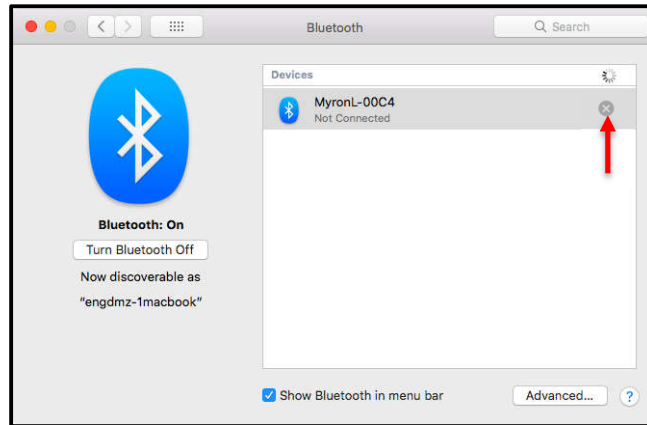 Bluetooth
Search
Devices
MyronL-00C4
Not Connected
Bluetooth: On
Turn Bluetooth Off
Now discoverable as
"engdmz-1macbook"
Show Bluetooth in menu bar
Advanced...
?